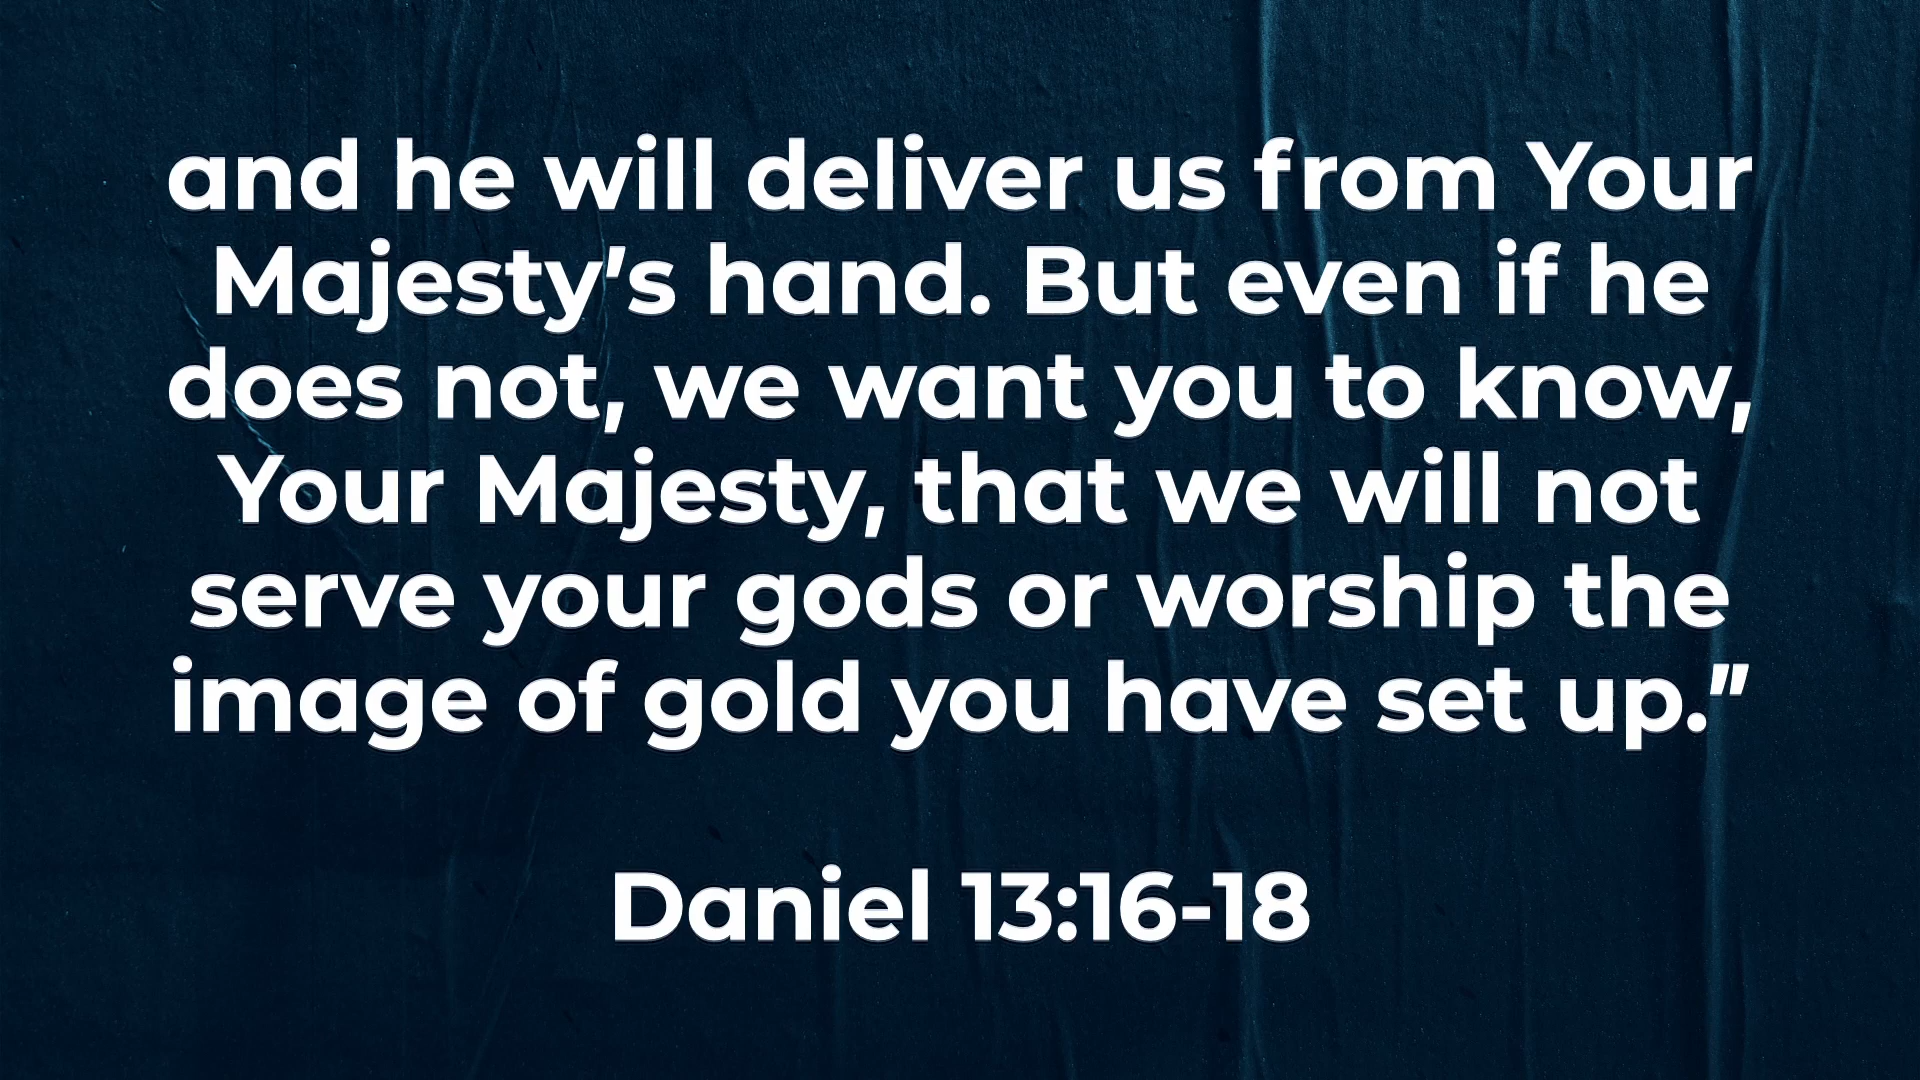 and he will deliver us from Your
Majesty’s hand. But even if he
does not, we want you to know,
Your Majesty, that we will not
serve your gods or worship the
image of gold you have set up.”
Daniel 13:16-18